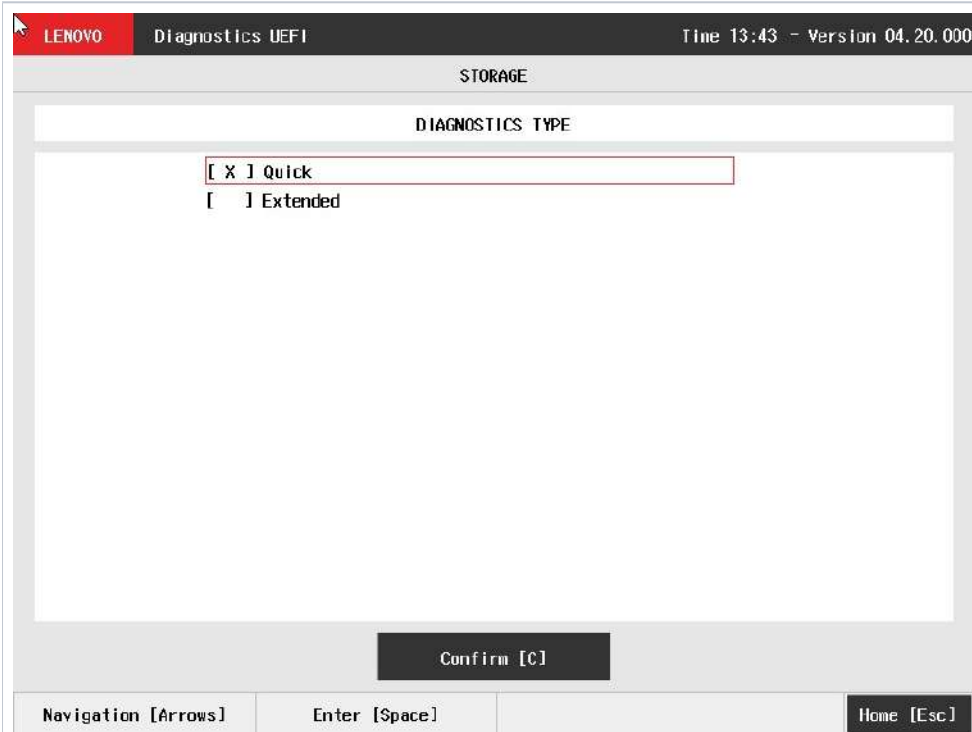 LENOVO Diagnostics UEFI Time 13:43 - Version 04.20.000
STORAGE
DIAGNOSTICS TYPE
[ X ] Quick
[ ] Extended
Confirm [C]
Navigation [Arrows] Enter [Space] Home [Esc]